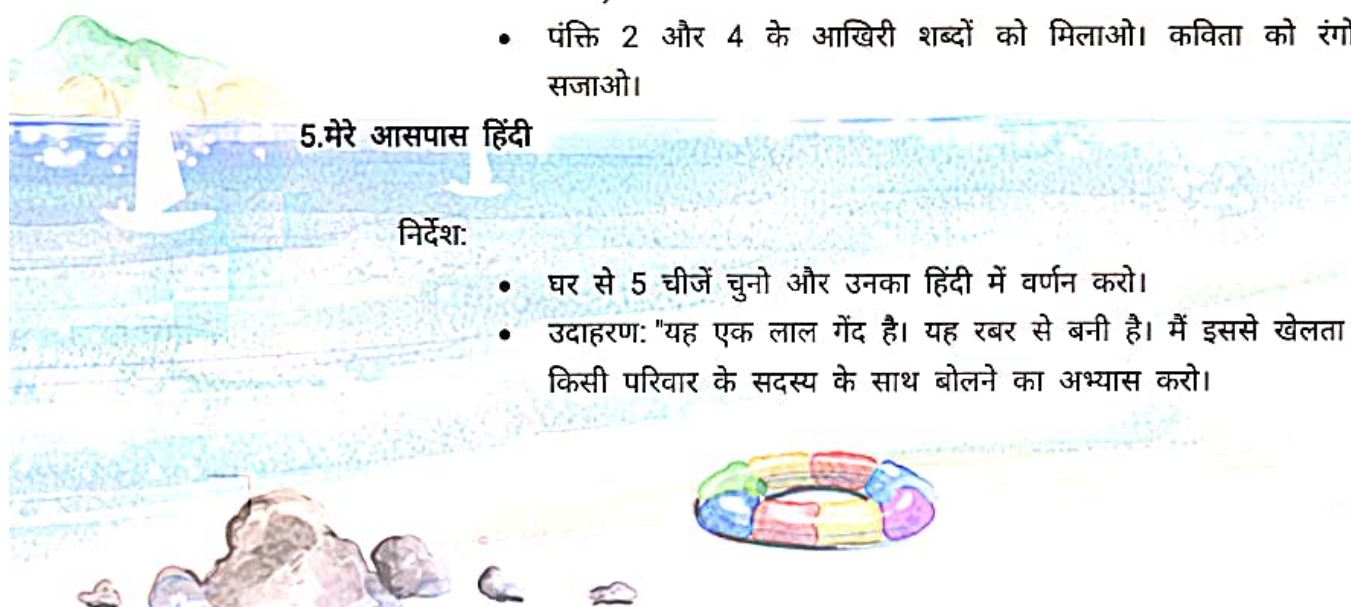 • पंक्ति 2 और 4 के आखिरी शब्दों को मिलाओ। कविता को रंगो
सजाओ।
5.मेरे आसपास हिंदी
निर्देश:
• घर से 5 चीजें चुनो और उनका हिंदी में वर्णन करो।
• उदाहरण: "यह एक लाल गेंद है। यह रबर से बनी है। मैं इससे खेलता
किसी परिवार के सदस्य के साथ बोलने का अभ्यास करो।